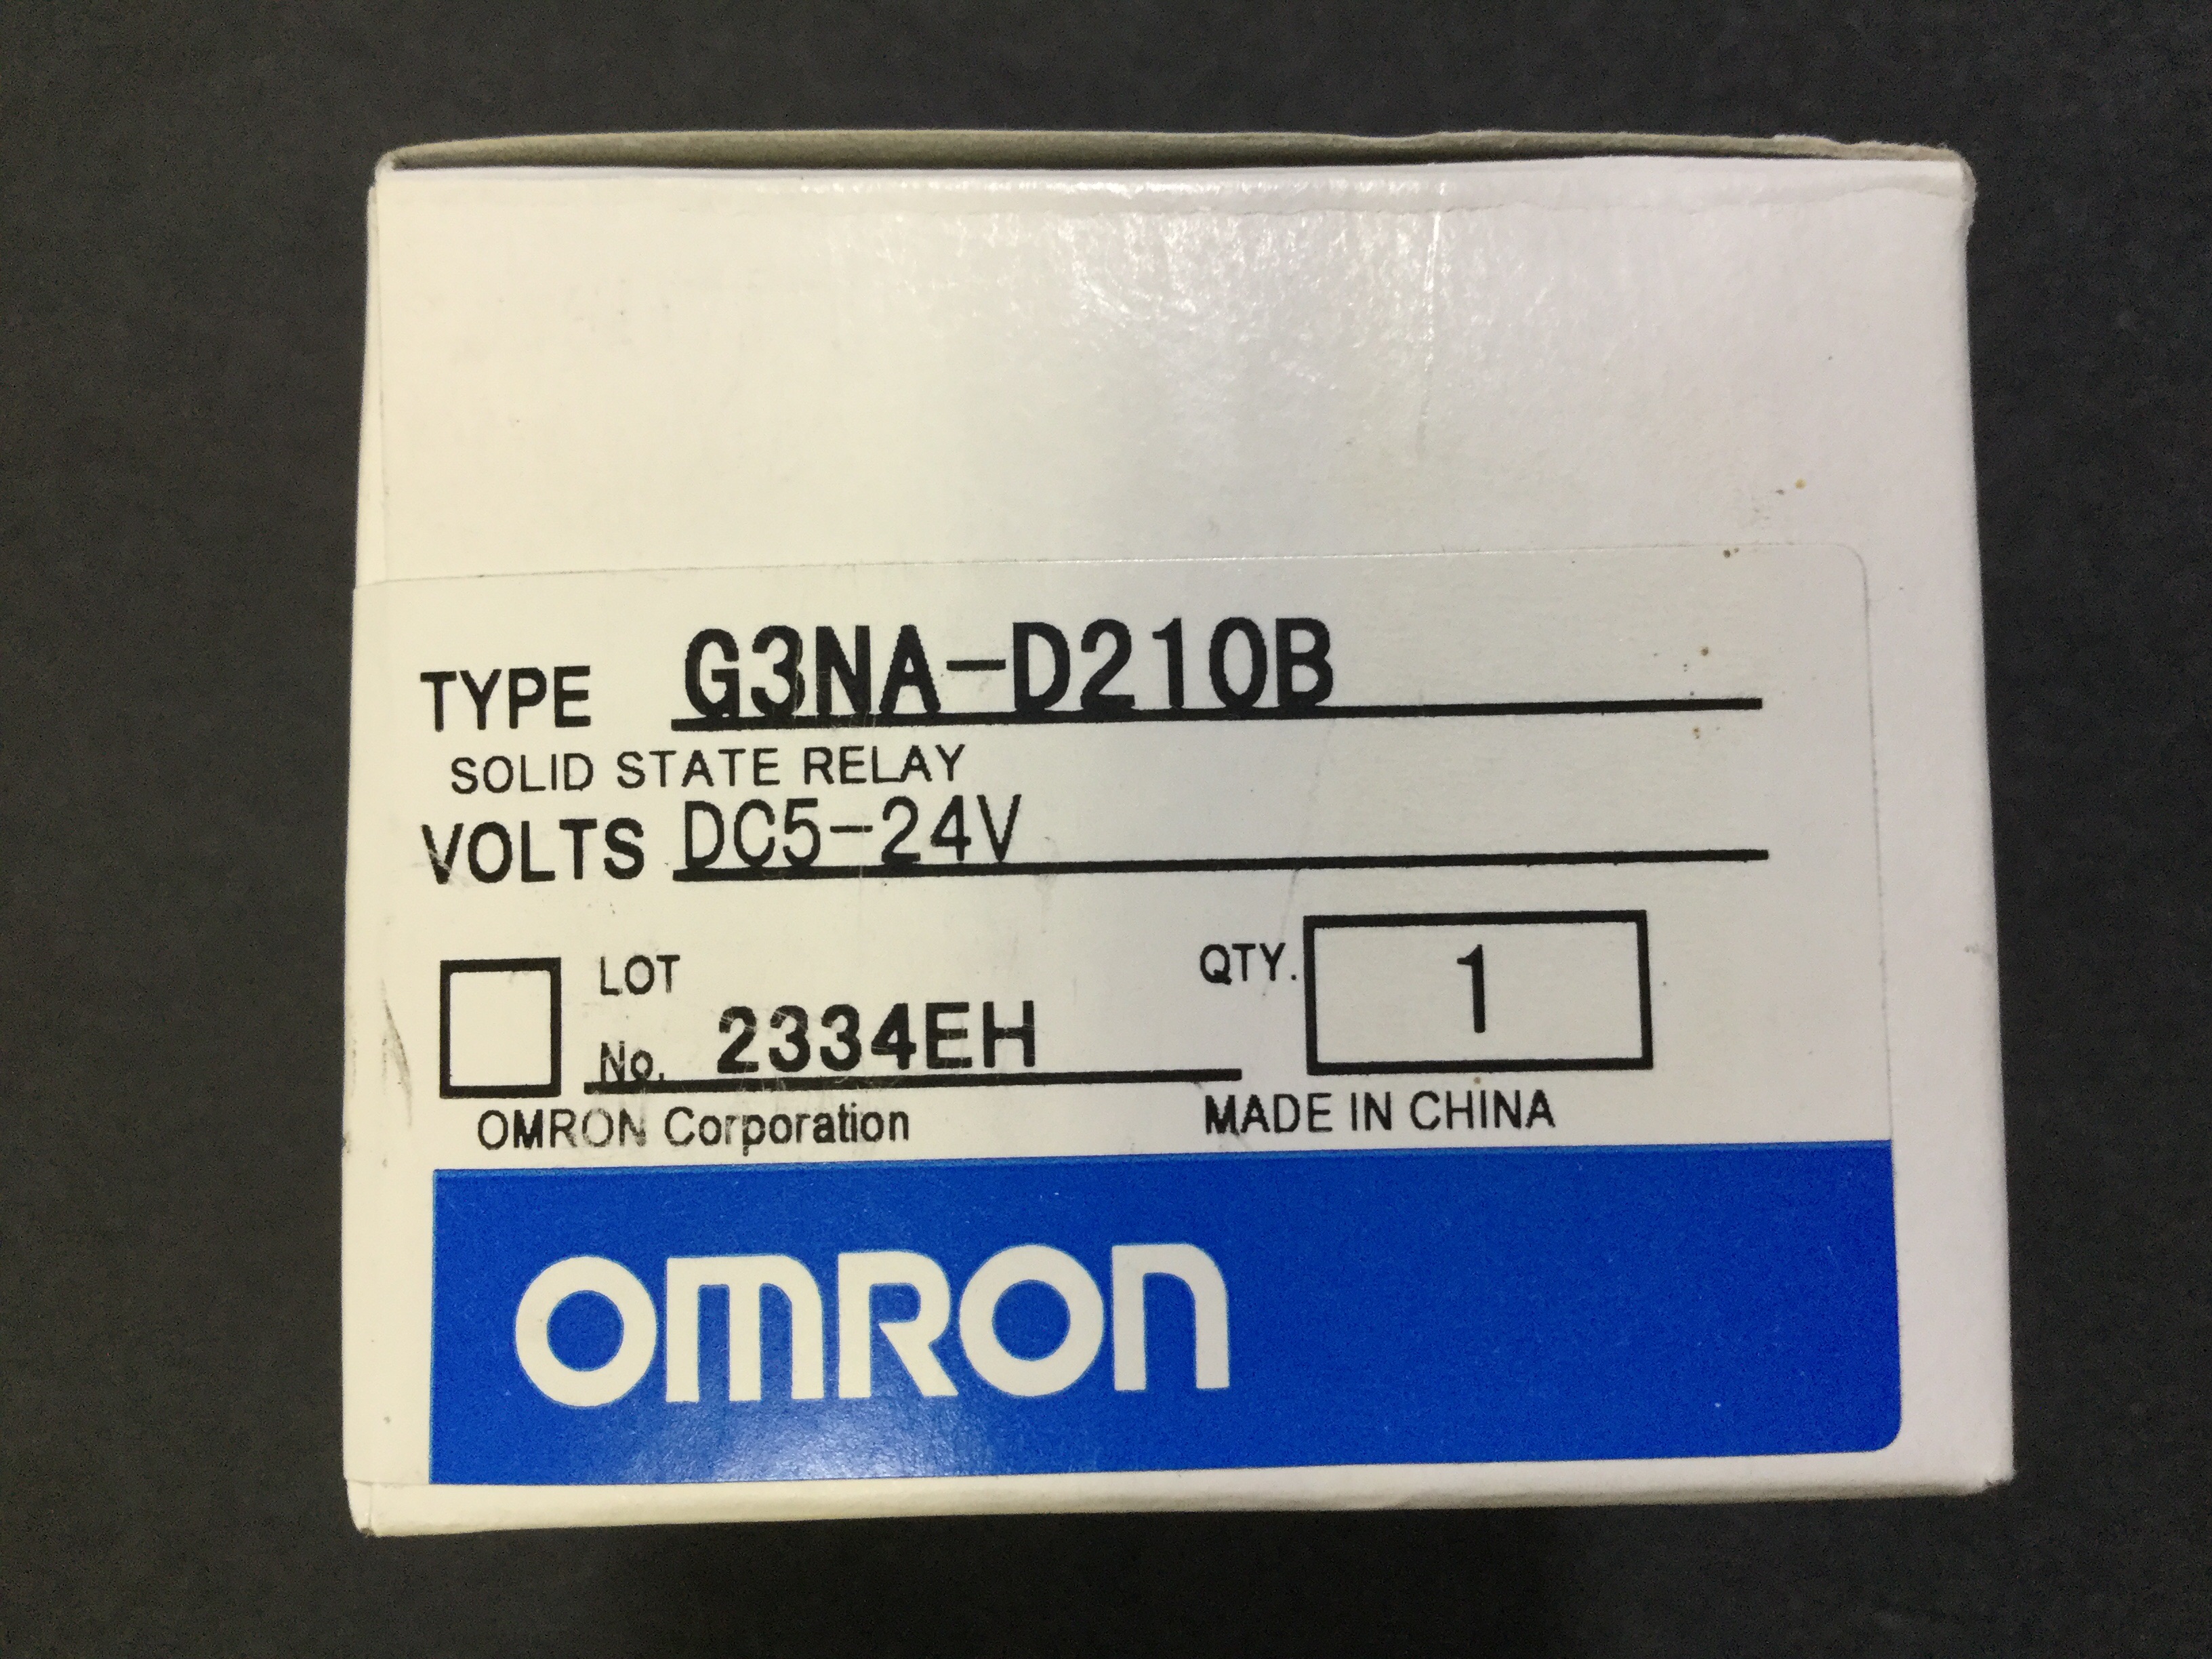 TYPE G3NA-D210B
SOLID STATE RELAY
VOLTS DC5-24V
LOT
No. 2334EH
QTY. 1
OMRON Corporation
MADE IN CHINA
OMRON